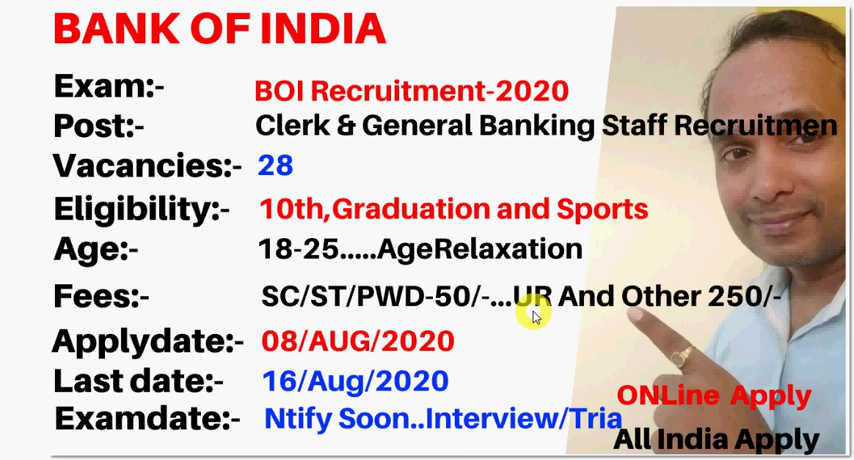 BANK OF INDIA
Exam:- BOI Recruitment-2020
Post:- Clerk & General Banking Staff Recruitmen
Vacancies:- 28
Eligibility:- 10th,Graduation and Sports
Age:- 18-25.....AgeRelaxation
Fees:- SC/ST/PWD-50/-...UR And Other 250/-
Applydate:- 08/AUG/2020
Last date:- 16/Aug/2020
Examdate:- Ntify Soon..Interview/Tria
ONLine Apply
All India Apply